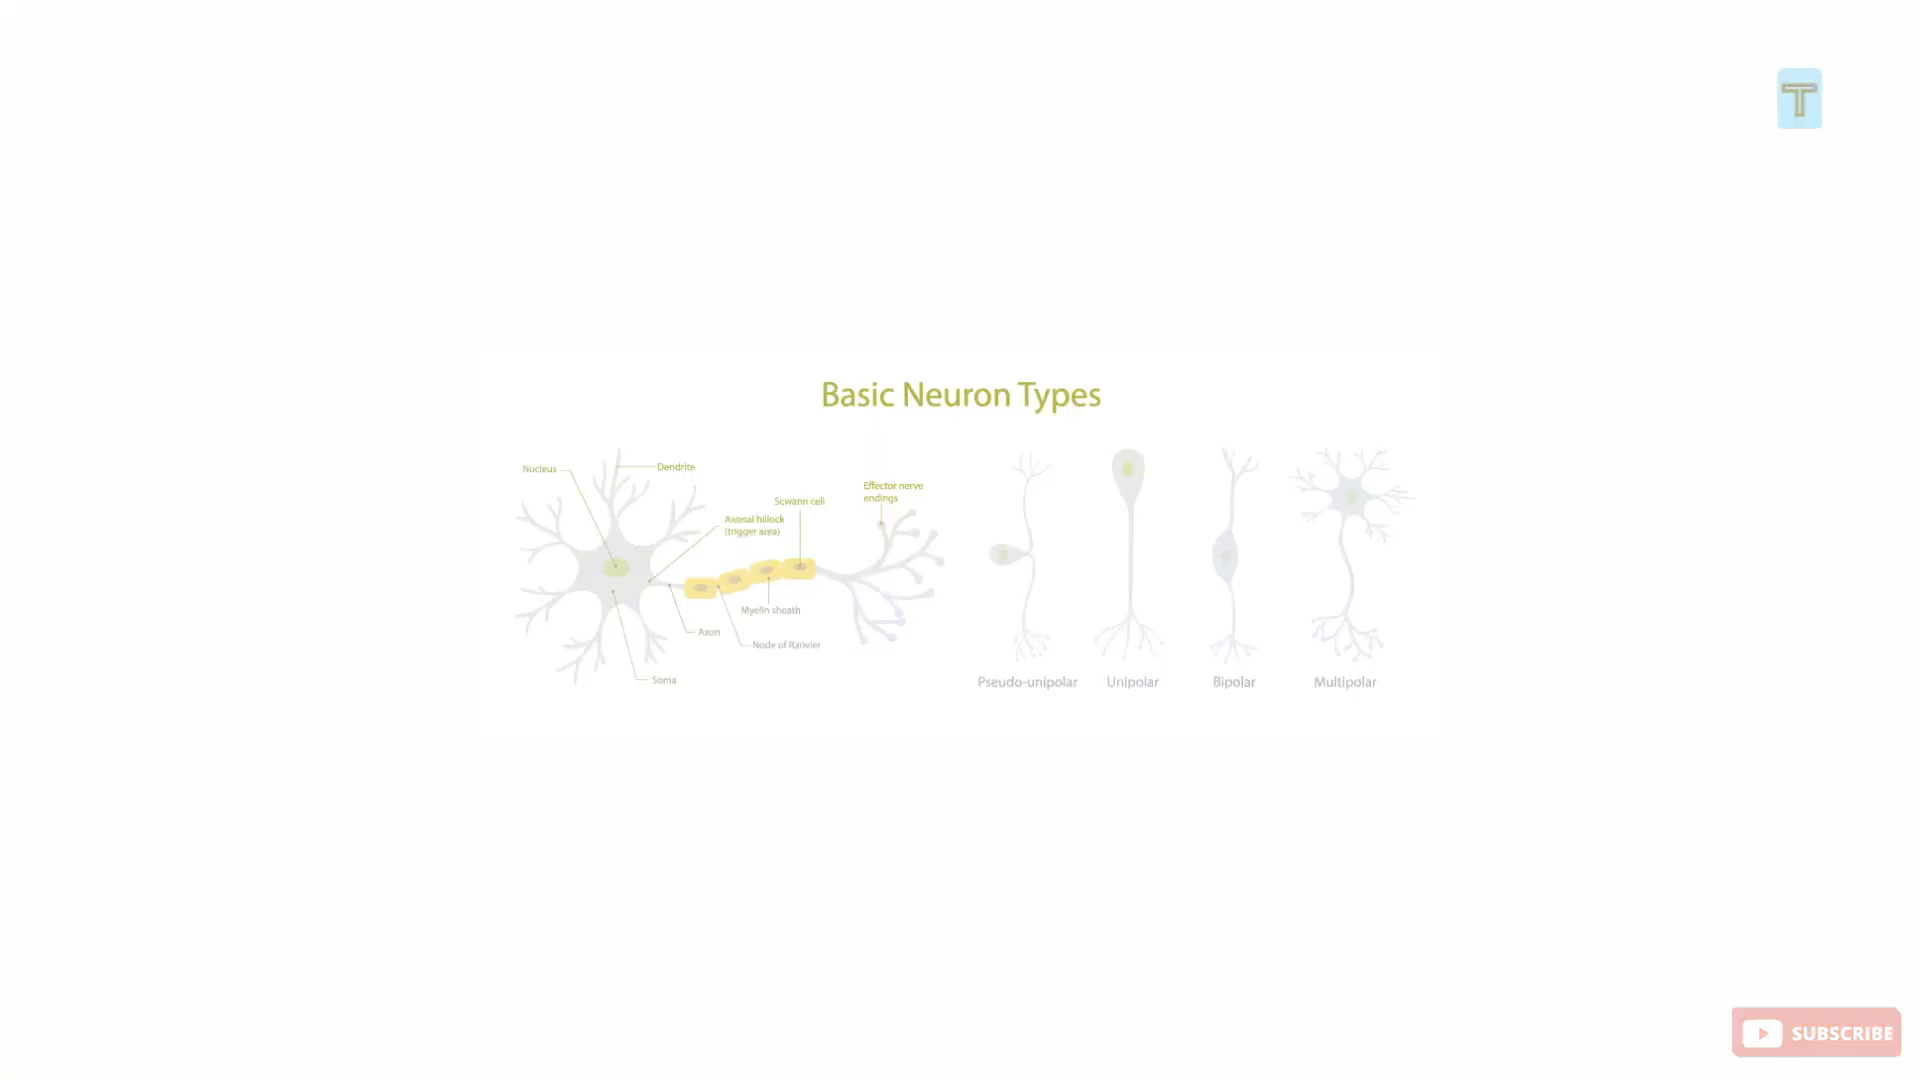 T
Basic Neuron Types
Nucleus
Dendrite
Effector nerve
endings
Scwann cell
Axonal hillock
(trigger area)
Myelin sheath
Axon
Node of Ranvier
Soma
Pseudo-unipolar
Unipolar
Bipolar
Multipolar
SUBSCRIBE